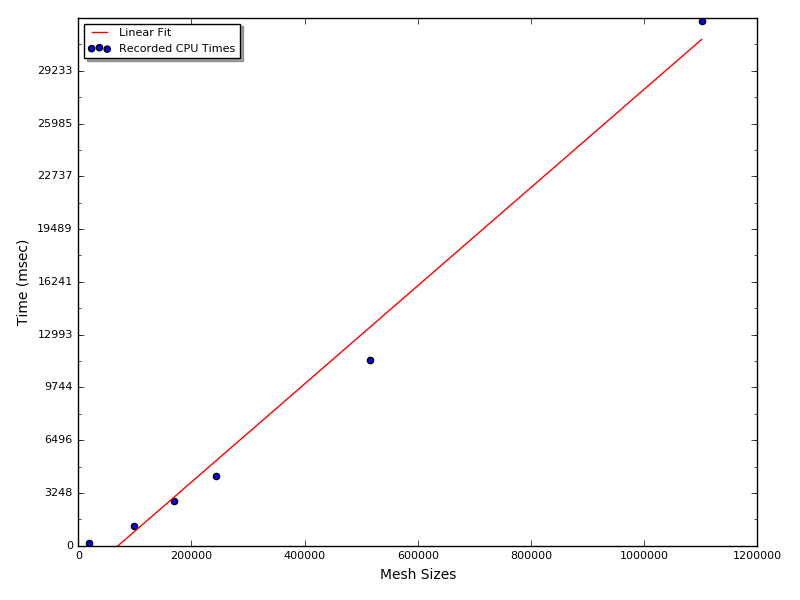 Linear Fit
Recorded CPU Times
29233
25985
22737
19489
16241
12993
9744
6496
3248
0
Time (msec)
0 200000 400000 600000 800000 1000000 1200000
Mesh Sizes